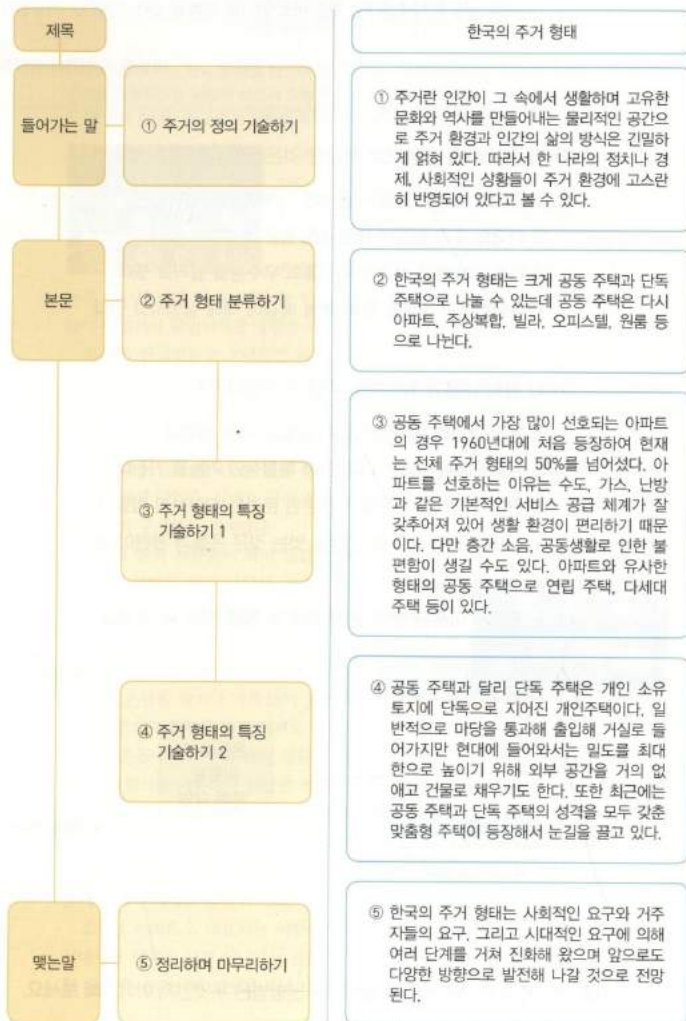 제목
한국의 주거 형태
들어가는 말
① 주거의 정의 기술하기
① 주거란 인간이 그 속에서 생활하며 고유한
문화와 역사를 만들어내는 물리적인 공간으
로 주거 환경과 인간의 삶의 방식은 긴밀하
게 얽혀 있다. 따라서 한 나라의 정치나 경
제, 사회적인 상황들이 주거 환경에 고스란
히 반영되어 있다고 볼 수 있다.
본문
② 주거 형태 분류하기
② 한국의 주거 형태는 크게 공동 주택과 단독
주택으로 나눌 수 있는데 공동 주택은 다시
아파트, 주상복합, 빌라, 오피스텔, 원룸 등
으로 나뉜다.
③ 주거 형태의 특징
기술하기 1
③ 공동 주택에서 가장 많이 선호되는 아파트
의 경우 1960년대에 처음 등장하여 현재
는 전체 주거 형태의 50%를 넘어섰다. 아
파트를 선호하는 이유는 수도, 가스, 난방
과 같은 기본적인 서비스 공급 체계가 잘
갖추어져 있어 생활 환경이 편리하기 때문
이다. 다만 층간 소음, 공동생활로 인한 불
편함이 생길 수도 있다. 아파트와 유사한
형태의 공동 주택으로 연립 주택, 다세대
주택 등이 있다.
④ 주거 형태의 특징
기술하기 2
④ 공동 주택과 달리 단독 주택은 개인 소유
토지에 단독으로 지어진 개인주택이다. 일
반적으로 마당을 통과해 출입해 거실로 들
어가지만 현대에 들어와서는 밀도를 최대
한으로 높이기 위해 외부 공간을 거의 없
애고 건물로 채우기도 한다. 또한 최근에는
공동 주택과 단독 주택의 성격을 모두 갖춘
맞춤형 주택이 등장해서 눈길을 끌고 있다.
맺는말
⑤ 정리하며 마무리하기
⑤ 한국의 주거 형태는 사회적인 요구와 거주
자들의 요구, 그리고 시대적인 요구에 의해
여러 단계를 거쳐 진화해 왔으며 앞으로도
다양한 방향으로 발전해 나갈 것으로 전망
된다.